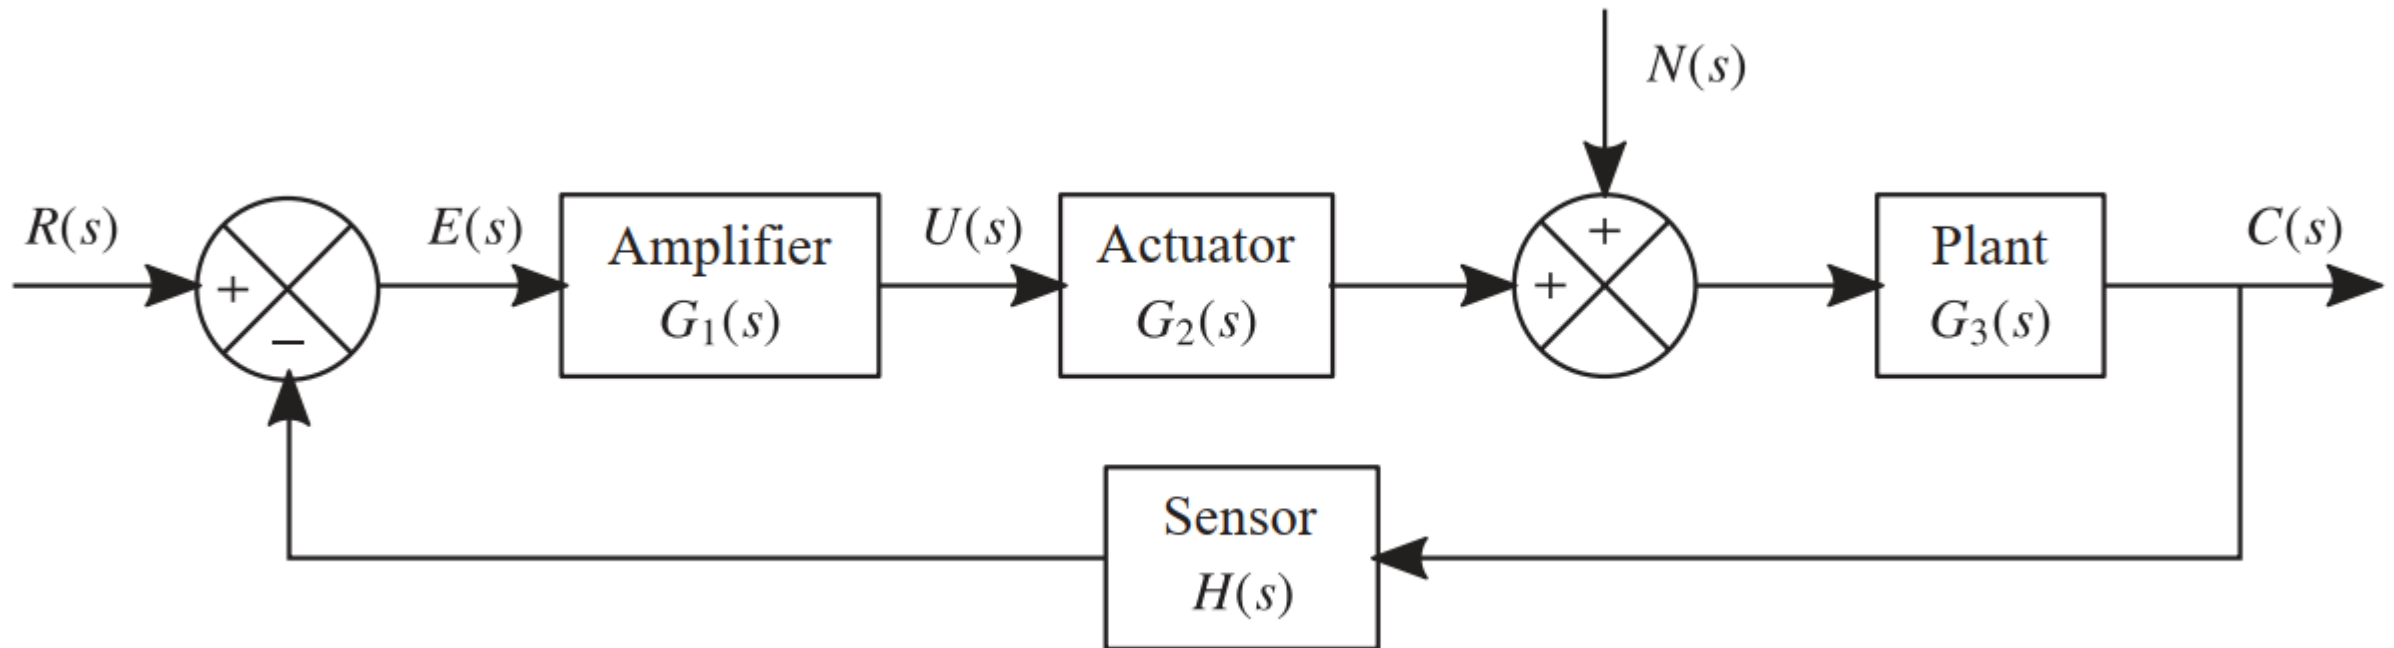 N(s)
R(s)
+
−
E(s)
Amplifier
G₁(s)
U(s)
Actuator
G₂(s)
+
+
Plant
G₃(s)
C(s)
Sensor
H(s)